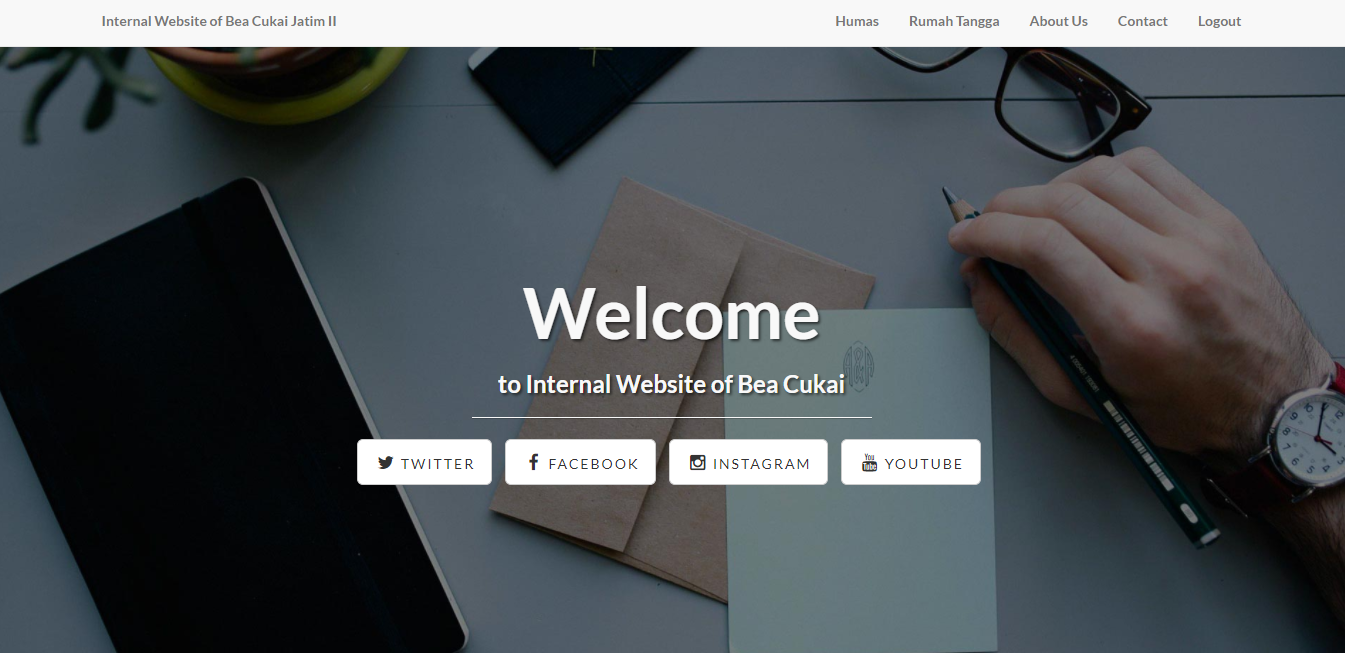 Internal Website of Bea Cukai Jatim II
Humas Rumah Tangga About Us Contact Logout
Welcome
to Internal Website of Bea Cukai
TWITTER FACEBOOK INSTAGRAM You Tube YOUTUBE